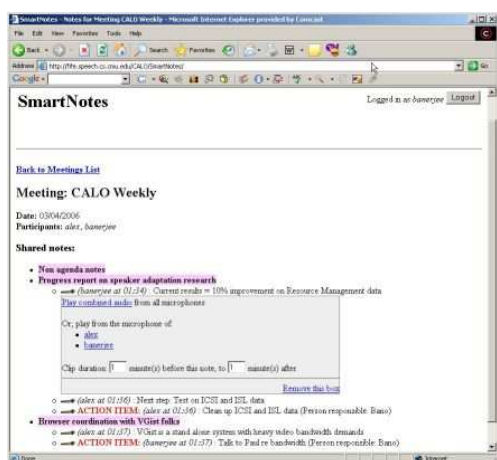 SmartNotes - Notes for Meeting CALO Weekly - Microsoft Internet Explorer provided by Comcast
File Edit View Favorites Tools Help
Back Search Favorites
Address http://fife.speech.cs.cmu.edu/CALO/SmartNotes/ Go
Google
SmartNotes
Logged in as banerjee Logout
Back to Meetings List
Meeting: CALO Weekly
Date: 03/04/2006
Participants: alex, banerjee
Shared notes:
Non agenda notes
Progress report on speaker adaptation research
(banerjee at 01:34) : Current results = 10% improvement on Resource Management data
Play combined audio from all microphones
Or, play from the microphone of:
alex
banerjee
Clip duration: 1 minute(s) before this note, to 1 minute(s) after
Remove this box
(alex at 01:36) : Next step: Test on ICSI and ISL data
ACTION ITEM: (alex at 01:36) : Clean up ICSI and ISL data (Person responsible: Bano)
Browser coordination with VGist folks
(alex at 01:37) : VGist is a stand alone system with heavy video bandwidth demands
ACTION ITEM: (banerjee at 01:37) : Talk to Paul re bandwidth (Person responsible: Bano)
Done Internet